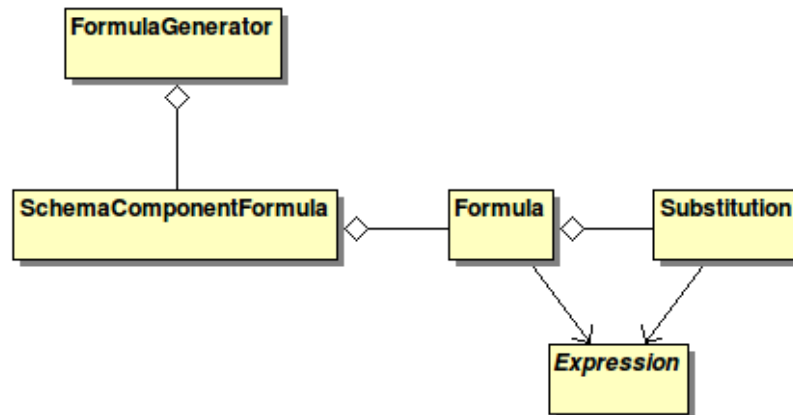 FormulaGenerator
SchemaComponentFormula
Formula
Substitution
Expression